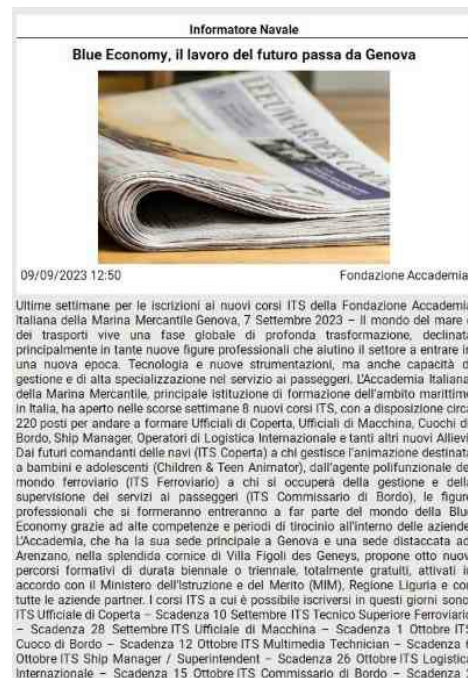 Informatore Navale
Blue Economy, il lavoro del futuro passa da Genova
LEEUWARDER
09/09/2023 12:50
Fondazione Accademia
Ultime settimane per le iscrizioni ai nuovi corsi ITS della Fondazione Accademia
Italiana della Marina Mercantile Genova, 7 Settembre 2023 – Il mondo del mare
dei trasporti vive una fase globale di profonda trasformazione, declinata
principalmente in tante nuove figure professionali che aiutino il settore a entrare in
una nuova epoca. Tecnologia e nuove strumentazioni, ma anche capacità d
gestione e di alta specializzazione nel servizio ai passeggeri. L'Accademia Italiana
della Marina Mercantile, principale istituzione di formazione dell'ambito marittimo
in Italia, ha aperto nelle scorse settimane 8 nuovi corsi ITS, con a disposizione circa
220 posti per andare a formare Ufficiali di Coperta, Ufficiali di Macchina, Cuochi di
Bordo, Ship Manager, Operatori di Logistica Internazionale e tanti altri nuovi Allievi
Dai futuri comandanti delle navi (ITS Coperta) a chi gestisce l'animazione destinata
a bambini e adolescenti (Children & Teen Animator), dall'agente polifunzionale de
mondo ferroviario (ITS Ferroviario) a chi si occuperà della gestione e della
supervisione dei servizi ai passeggeri (ITS Commissario di Bordo), le figure
professionali che si formeranno entreranno a far parte del mondo della Blue
Economy grazie ad alte competenze e periodi di tirocinio all'interno delle aziende
L'Accademia, che ha la sua sede principale a Genova e una sede distaccata ad
Arenzano, nella splendida cornice di Villa Figoli des Geneys, propone otto nuovi
percorsi formativi di durata biennale o triennale, totalmente gratuiti, attivati in
accordo con il Ministero dell'Istruzione e del Merito (MIM), Regione Liguria e con
tutte le aziende partner. I corsi ITS a cui è possibile iscriversi in questi giorni sono
ITS Ufficiale di Coperta – Scadenza 10 Settembre ITS Tecnico Superiore Ferroviario
– Scadenza 28 Settembre ITS Ufficiale di Macchina – Scadenza 1 Ottobre ITS
Cuoco di Bordo – Scadenza 12 Ottobre ITS Multimedia Technician – Scadenza 6
Ottobre ITS Ship Manager / Superintendent – Scadenza 26 Ottobre ITS Logistica
Internazionale – Scadenza 15 Ottobre ITS Commissario di Bordo – Scadenza